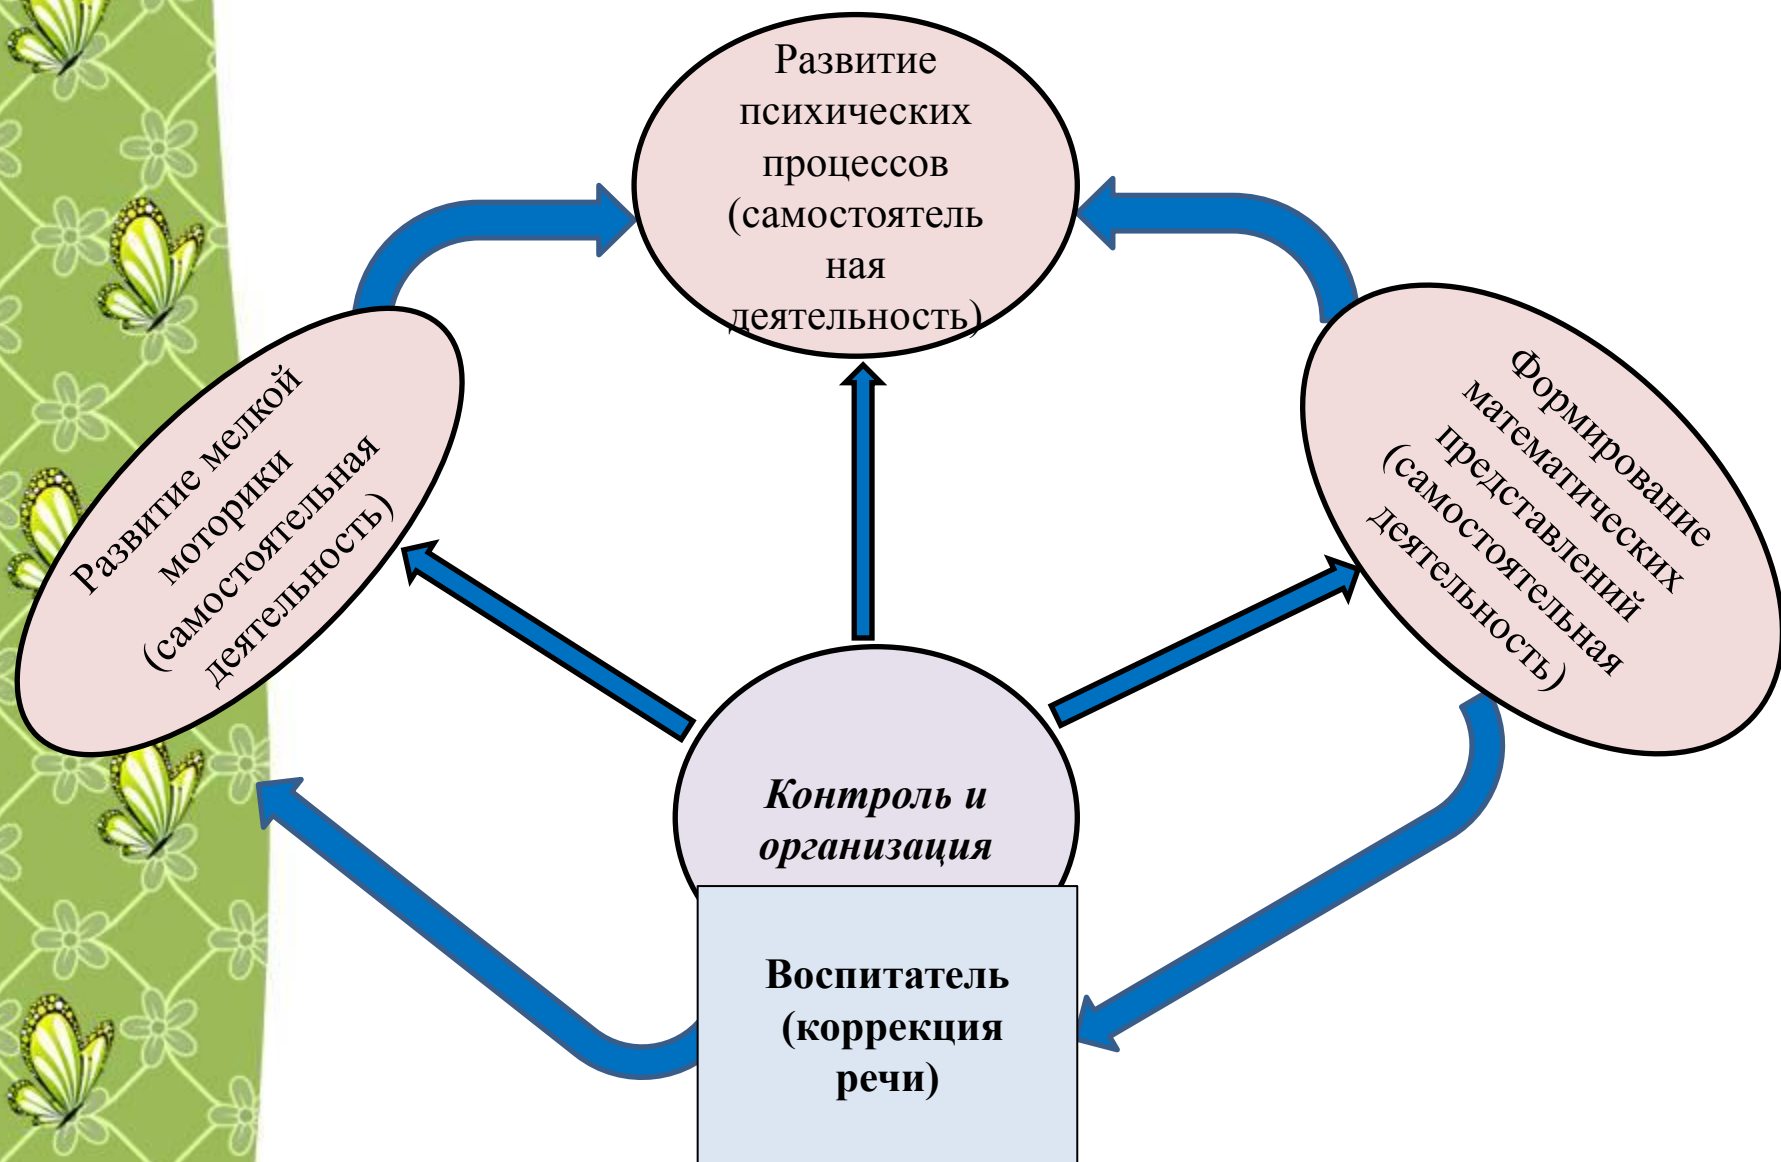 Развитие
психических
процессов
(самостоятель
ная
деятельность)
Развитие мелкой
моторики
(самостоятельная
деятельность)
Формирование
математических
представлений
(самостоятельная
деятельность)
Контроль и
организация
Воспитатель
(коррекция
речи)